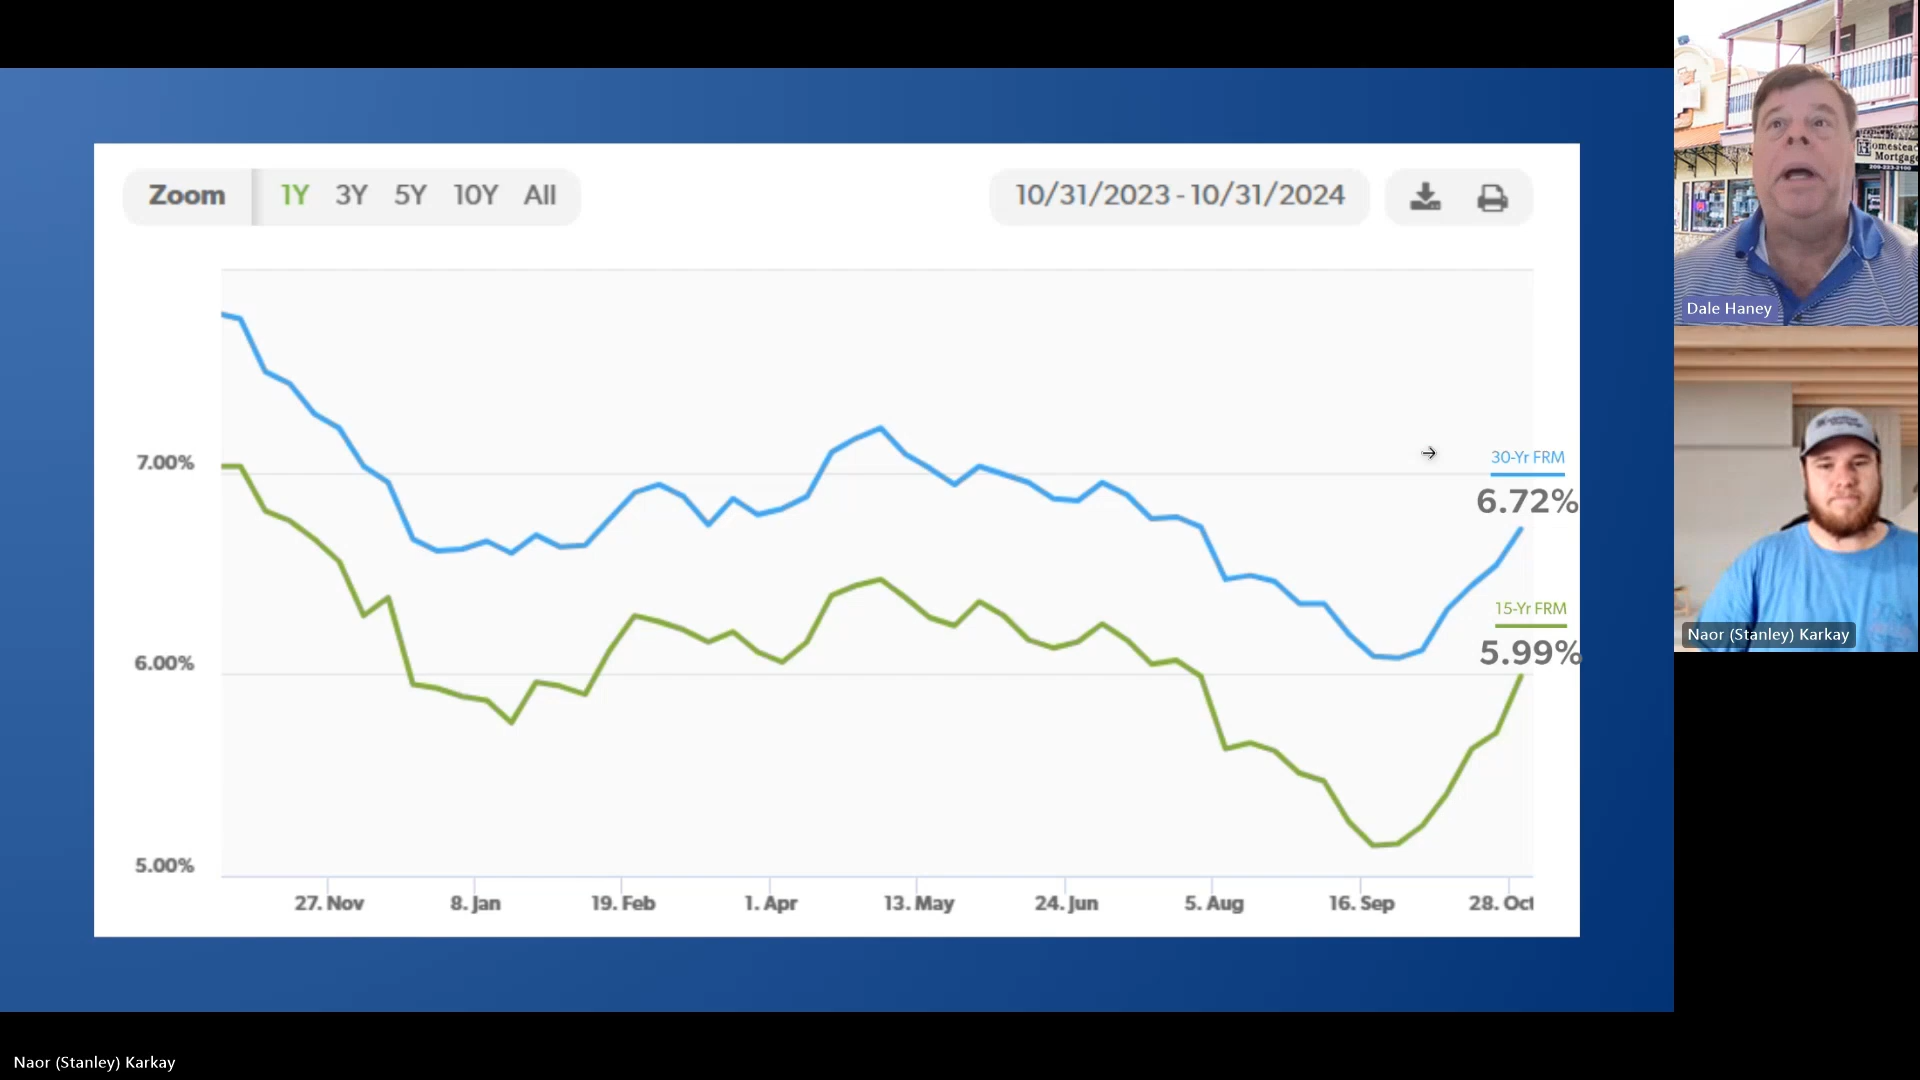 Zoom 1Y 3Y 5Y 10Y All
10/31/2023 - 10/31/2024
7.00%
6.00%
5.00%
30-Yr FRM
6.72%
15-Yr FRM
5.99%
27. Nov 8. Jan 19. Feb 1. Apr 13. May 24. Jun 5. Aug 16. Sep 28. Oct
Homestead
Mortgage
Dale Haney
Naor (Stanley) Karkay
Naor (Stanley) Karkay